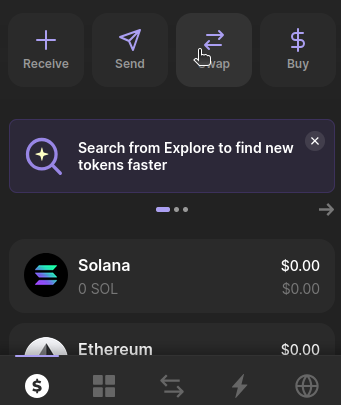 Receive
Send
Buy
Search from Explore to find new
tokens faster
Solana
$0.00
0 SOL
$0.00
Ethereum
$0.00